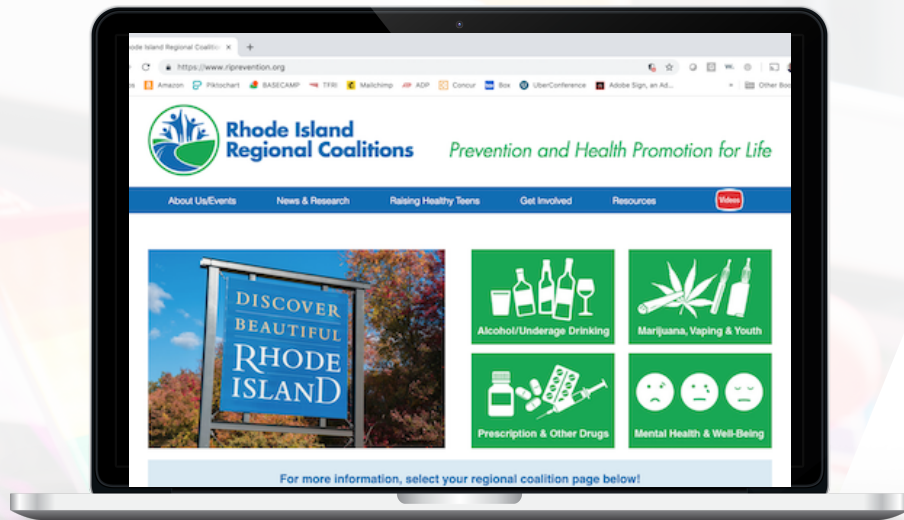 ode Island Regional Coalitio
https://www.riprevention.org
Amazon Piktochart BASECAMP TFRI Mailchimp ADP Concur Box UberConference Adobe Sign, an Ad... Other Boo
Rhode Island
Regional Coalitions
Prevention and Health Promotion for Life
About Us/Events News & Research Raising Healthy Teens Get Involved Resources Videos
DISCOVER
BEAUTIFUL
RHODE
ISLAND
Alcohol/Underage Drinking
Marijuana, Vaping & Youth
Prescription & Other Drugs
Mental Health & Well-Being
For more information, select your regional coalition page below!